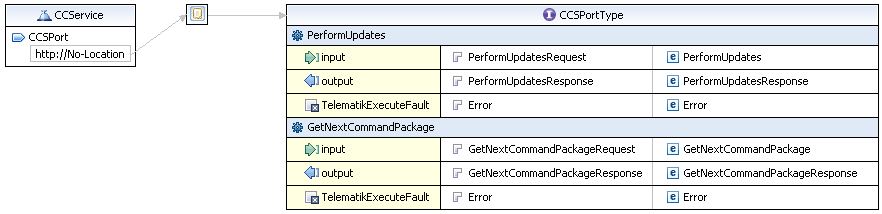 CCService
CCSPort
http://No-Location
CCSPortType
PerformUpdates
input PerformUpdatesRequest PerformUpdates
output PerformUpdatesResponse PerformUpdatesResponse
TelematikExecuteFault Error Error
GetNextCommandPackage
input GetNextCommandPackageRequest GetNextCommandPackage
output GetNextCommandPackageResponse GetNextCommandPackageResponse
TelematikExecuteFault Error Error